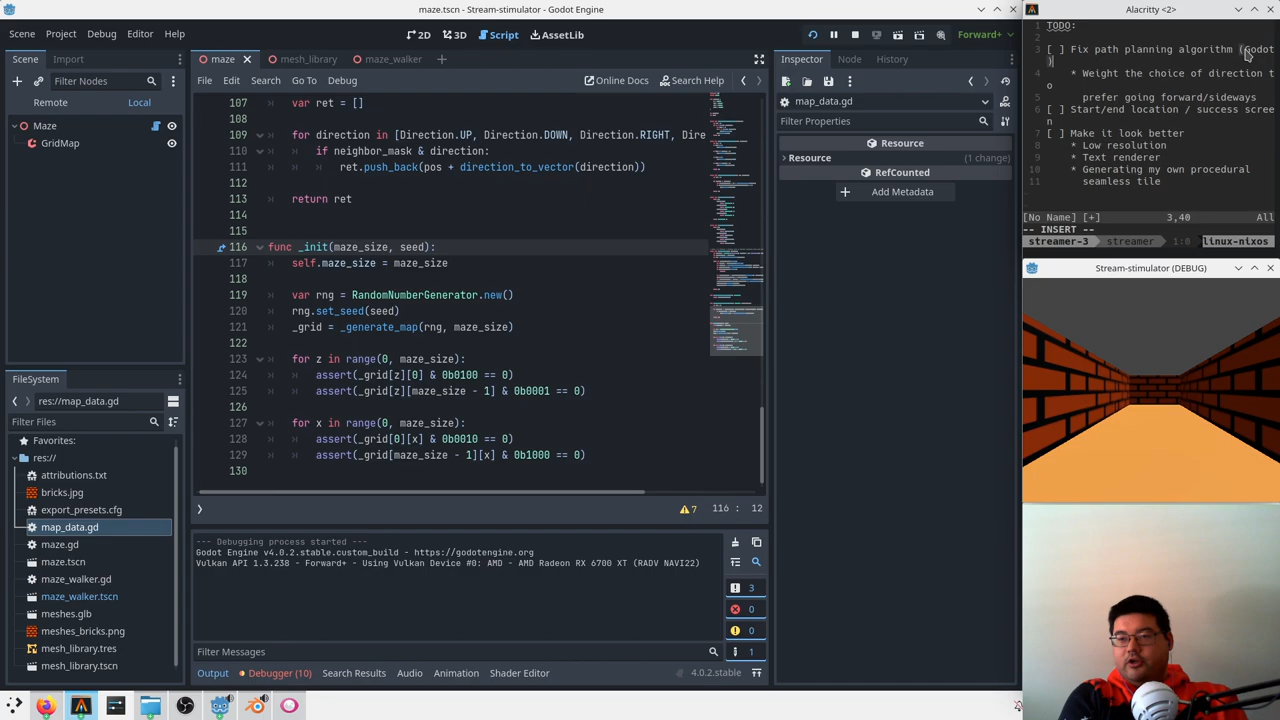 maze.tscn - Stream-stimulator - Godot Engine
Scene Project Debug Editor Help
2D 3D Script AssetLib
Forward+
Scene Import
Filter Nodes
Remote Local
Maze
GridMap
FileSystem
res://map_data.gd
Filter Files
Favorites:
res://
attributions.txt
bricks.jpg
export_presets.cfg
map_data.gd
maze.gd
maze.tscn
maze_walker.gd
maze_walker.tscn
meshes.glb
meshes_bricks.png
mesh_library.tres
mesh_library.tscn
maze mesh_library maze_walker
File Edit Search Go To Debug Online Docs Search Help
107 var ret = []
108
109 for direction in [Direction.UP, Direction.DOWN, Direction.RIGHT, Dire
110 if neighbor_mask & direction:
111 ret.push_back(pos + direction_to_vector(direction))
112
113 return ret
114
115
116 func _init(maze_size, seed):
117 self.maze_size = maze_size
118
119 var rng = RandomNumberGenerator.new()
120 rng.set_seed(seed)
121 _grid = _generate_map(rng, maze_size)
122
123 for z in range(0, maze_size):
124 assert(_grid[z][0] & 0b0100 == 0)
125 assert(_grid[z][maze_size - 1] & 0b0001 == 0)
126
127 for x in range(0, maze_size):
128 assert(_grid[0][x] & 0b0010 == 0)
129 assert(_grid[maze_size - 1][x] & 0b1000 == 0)
130
7 116 : 12
--- Debugging process started ---
Godot Engine v4.0.2.stable.custom_build - https://godotengine.org
Vulkan API 1.3.238 - Forward+ - Using Vulkan Device #0: AMD - AMD Radeon RX 6700 XT (RADV NAVI22)
3
0
0
1
Filter Messages
Output Debugger (10) Search Results Audio Animation Shader Editor 4.0.2.stable
Inspector Node History
map_data.gd
Filter Properties
Resource
Resource (1 change)
RefCounted
Add Metadata
Alacritty <2>
TODO:
3 [ ] Fix path planning algorithm (Godot
)
4 * Weight the choice of direction t
o
5 prefer going forward/sideways
6 [ ] Start/end location / success scree
n
7 [ ] Make it look better
8 * Low resolution
9 * Text renderer
10 * Generating my own procedural
11 seamless tile
[No Name] [+] 3,40 All
-- INSERT --
streamer-3 streamer 1:0 linux-nixos
Stream-stimulator (DEBUG)